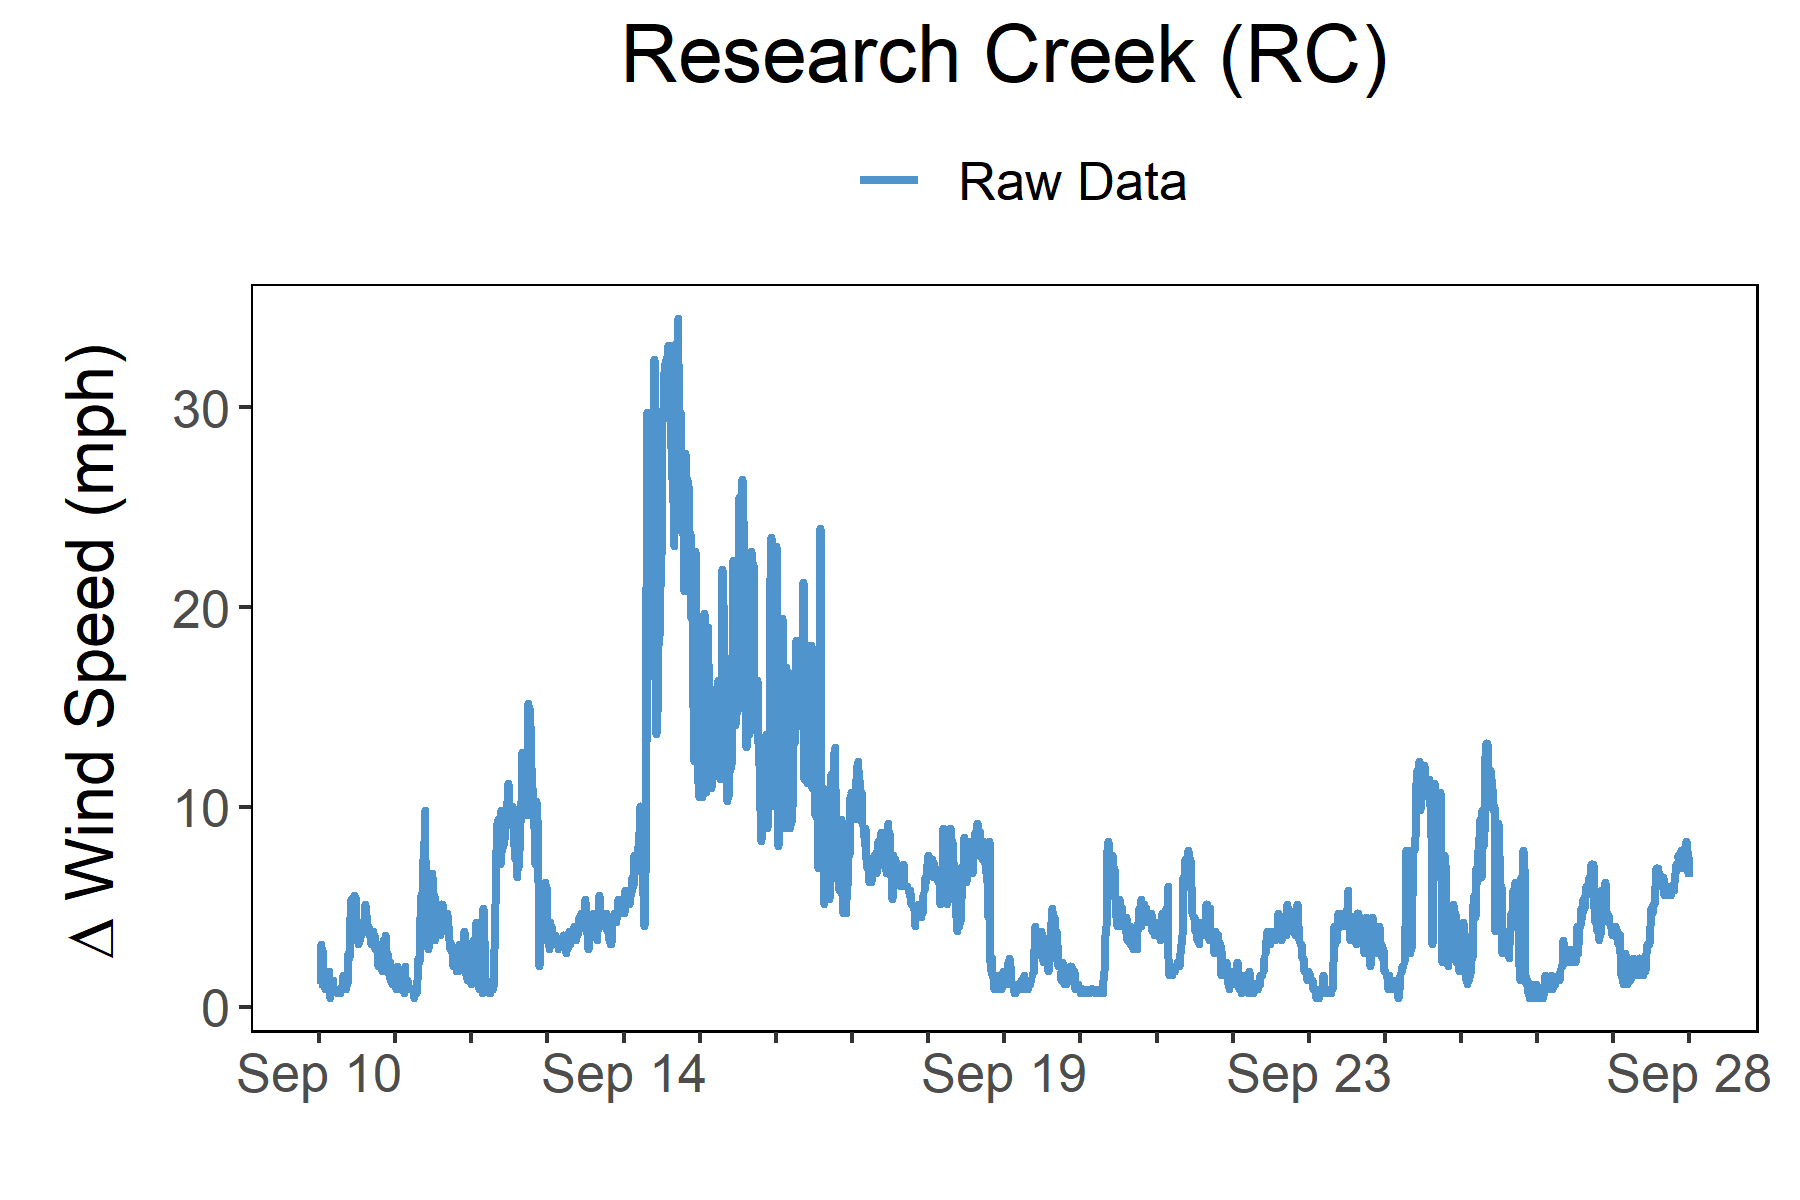 Research Creek (RC)
Raw Data
Δ Wind Speed (mph)
30
20
10
0
Sep 10 Sep 14 Sep 19 Sep 23 Sep 28